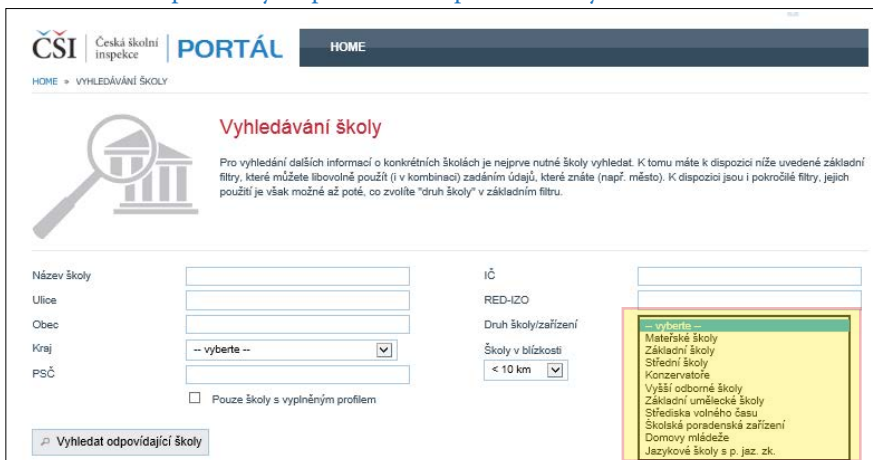 ČŠI Česká školní inspekce PORTÁL HOME
HOME » VYHLEDÁVÁNÍ ŠKOLY
Vyhledávání školy
Pro vyhledání dalších informací o konkrétních školách je nejprve nutné školy vyhledat. K tomu máte k dispozici níže uvedené základní
filtry, které můžete libovolně použít (i v kombinaci) zadáním údajů, které znáte (např. město). K dispozici jsou i pokročilé filtry, jejich
použití je však možné až poté, co zvolíte "druh školy" v základním filtru.
Název školy
Ulice
Obec
Kraj -- vyberte --
PSČ
Pouze školy s vyplněným profilem
Vyhledat odpovídající školy
IČ
RED-IZO
Druh školy/zařízení
Školy v blízkosti
< 10 km
-- vyberte --
Mateřské školy
Základní školy
Střední školy
Konzervatoře
Vyšší odborné školy
Základní umělecké školy
Střediska volného času
Školská poradenská zařízení
Domovy mládeže
Jazykové školy s p. jaz. zk.